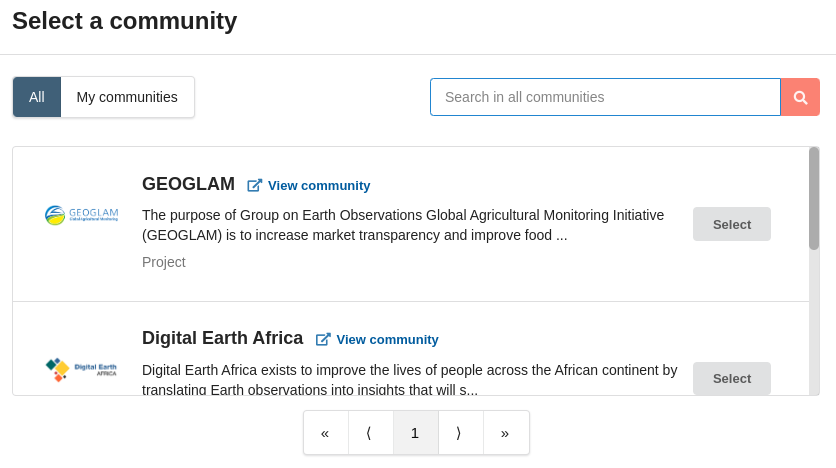 Select a community
All My communities Search in all communities
GEOGLAM View community
GEOGLAM
Global Agricultural Monitoring
The purpose of Group on Earth Observations Global Agricultural Monitoring Initiative
(GEOGLAM) is to increase market transparency and improve food ...
Select
Project
Digital Earth Africa View community
Digital Earth
AFRICA
Digital Earth Africa exists to improve the lives of people across the African continent by
translating Earth observations into insights that will s...
Select
« ⟨ 1 ⟩ »